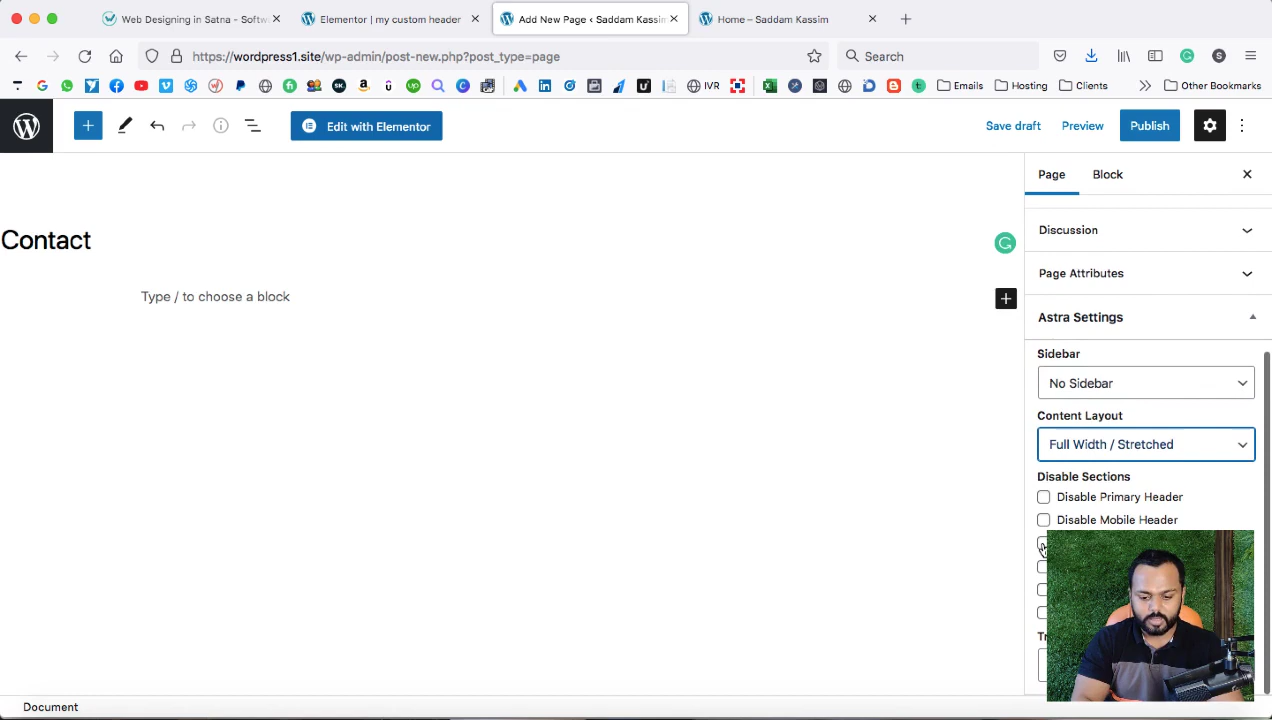 Web Designing in Satna - Softw
Elementor | my custom header
Add New Page ‹ Saddam Kassim
Home – Saddam Kassim
https://wordpress1.site/wp-admin/post-new.php?post_type=page
Search
IVR
Emails
Hosting
Clients
Other Bookmarks
Edit with Elementor
Save draft
Preview
Publish
Page
Block
Contact
Discussion
Type / to choose a block
Page Attributes
Astra Settings
Sidebar
No Sidebar
Content Layout
Full Width / Stretched
Disable Sections
Disable Primary Header
Disable Mobile Header
Document